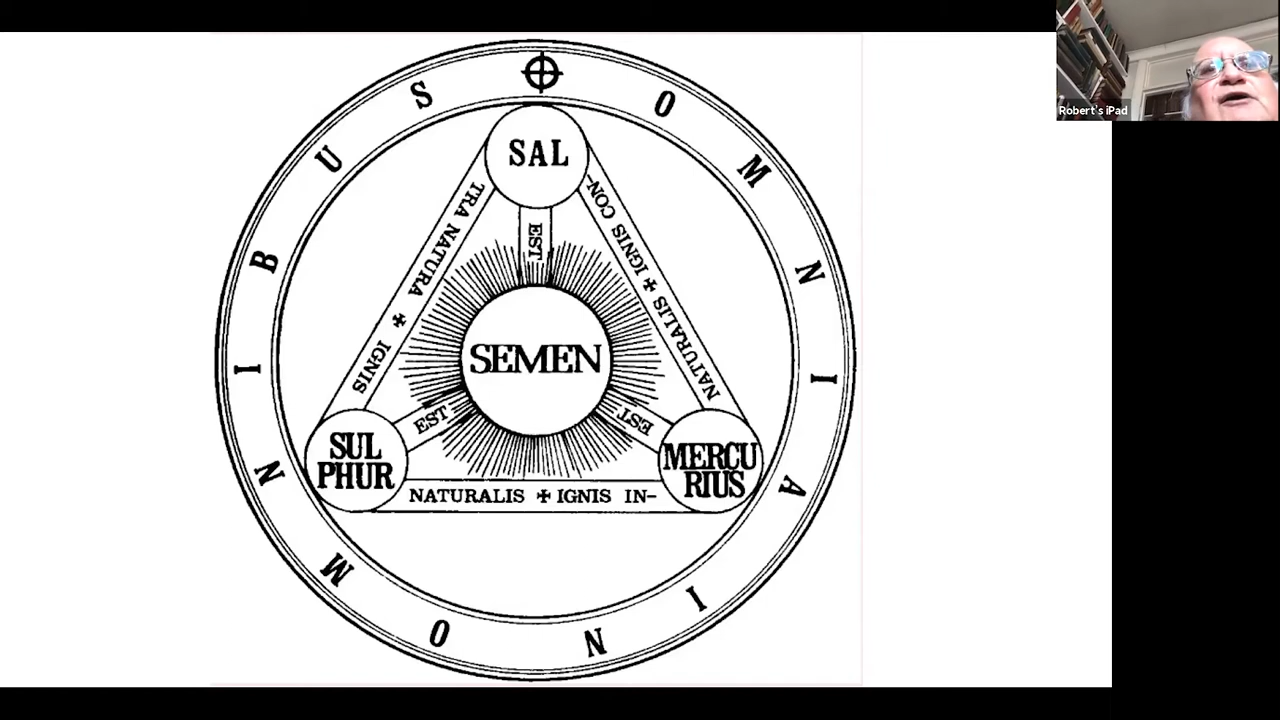 OMNIA IN OMNIBUS
SAL
EST
SEMEN
EST
EST
SUL
PHUR
MERCU
RIUS
IGNIS ✠ TRA NATURA
NATURALIS ✠ IGNIS CON-
NATURALIS ✠ IGNIS IN-
Robert's iPad